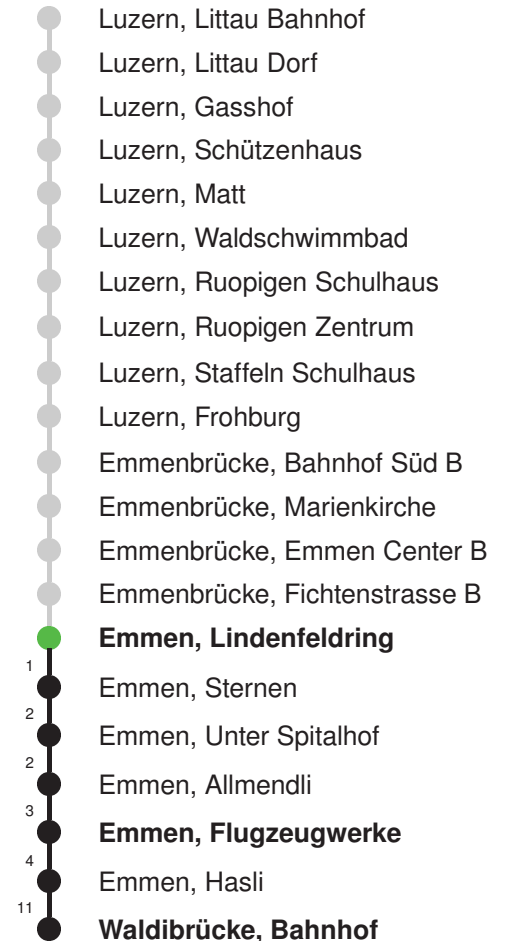 Luzern, Littau Bahnhof
Luzern, Littau Dorf
Luzern, Gasshof
Luzern, Schützenhaus
Luzern, Matt
Luzern, Waldschwimmbad
Luzern, Ruopigen Schulhaus
Luzern, Ruopigen Zentrum
Luzern, Staffeln Schulhaus
Luzern, Frohburg
Emmenbrücke, Bahnhof Süd B
Emmenbrücke, Marienkirche
Emmenbrücke, Emmen Center B
Emmenbrücke, Fichtenstrasse B
Emmen, Lindenfeldring
1 Emmen, Sternen
2 Emmen, Unter Spitalhof
2 Emmen, Allmendli
3 Emmen, Flugzeugwerke
4 Emmen, Hasli
11 Waldibrücke, Bahnhof